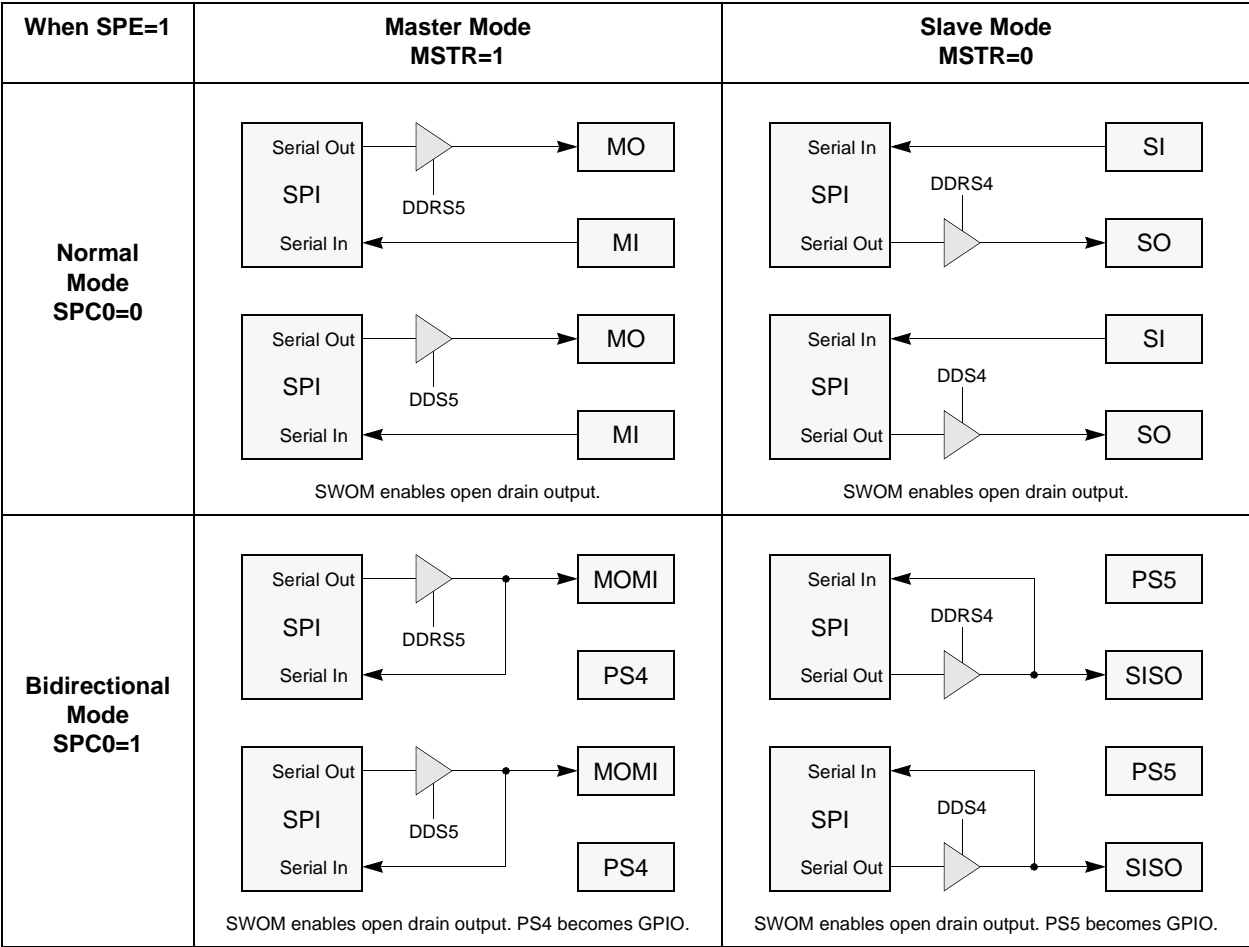 When SPE=1
Master Mode
MSTR=1
Slave Mode
MSTR=0
Normal
Mode
SPC0=0
Serial Out
SPI
Serial In
DDRS5
MO
MI
Serial Out
SPI
Serial In
DDS5
MO
MI
SWOM enables open drain output.
Serial In
SPI
Serial Out
DDRS4
SI
SO
Serial In
SPI
Serial Out
DDS4
SI
SO
SWOM enables open drain output.
Bidirectional
Mode
SPC0=1
Serial Out
SPI
Serial In
DDRS5
MOMI
PS4
Serial Out
SPI
Serial In
DDS5
MOMI
PS4
SWOM enables open drain output. PS4 becomes GPIO.
Serial In
SPI
Serial Out
DDRS4
PS5
SISO
Serial In
SPI
Serial Out
DDS4
PS5
SISO
SWOM enables open drain output. PS5 becomes GPIO.